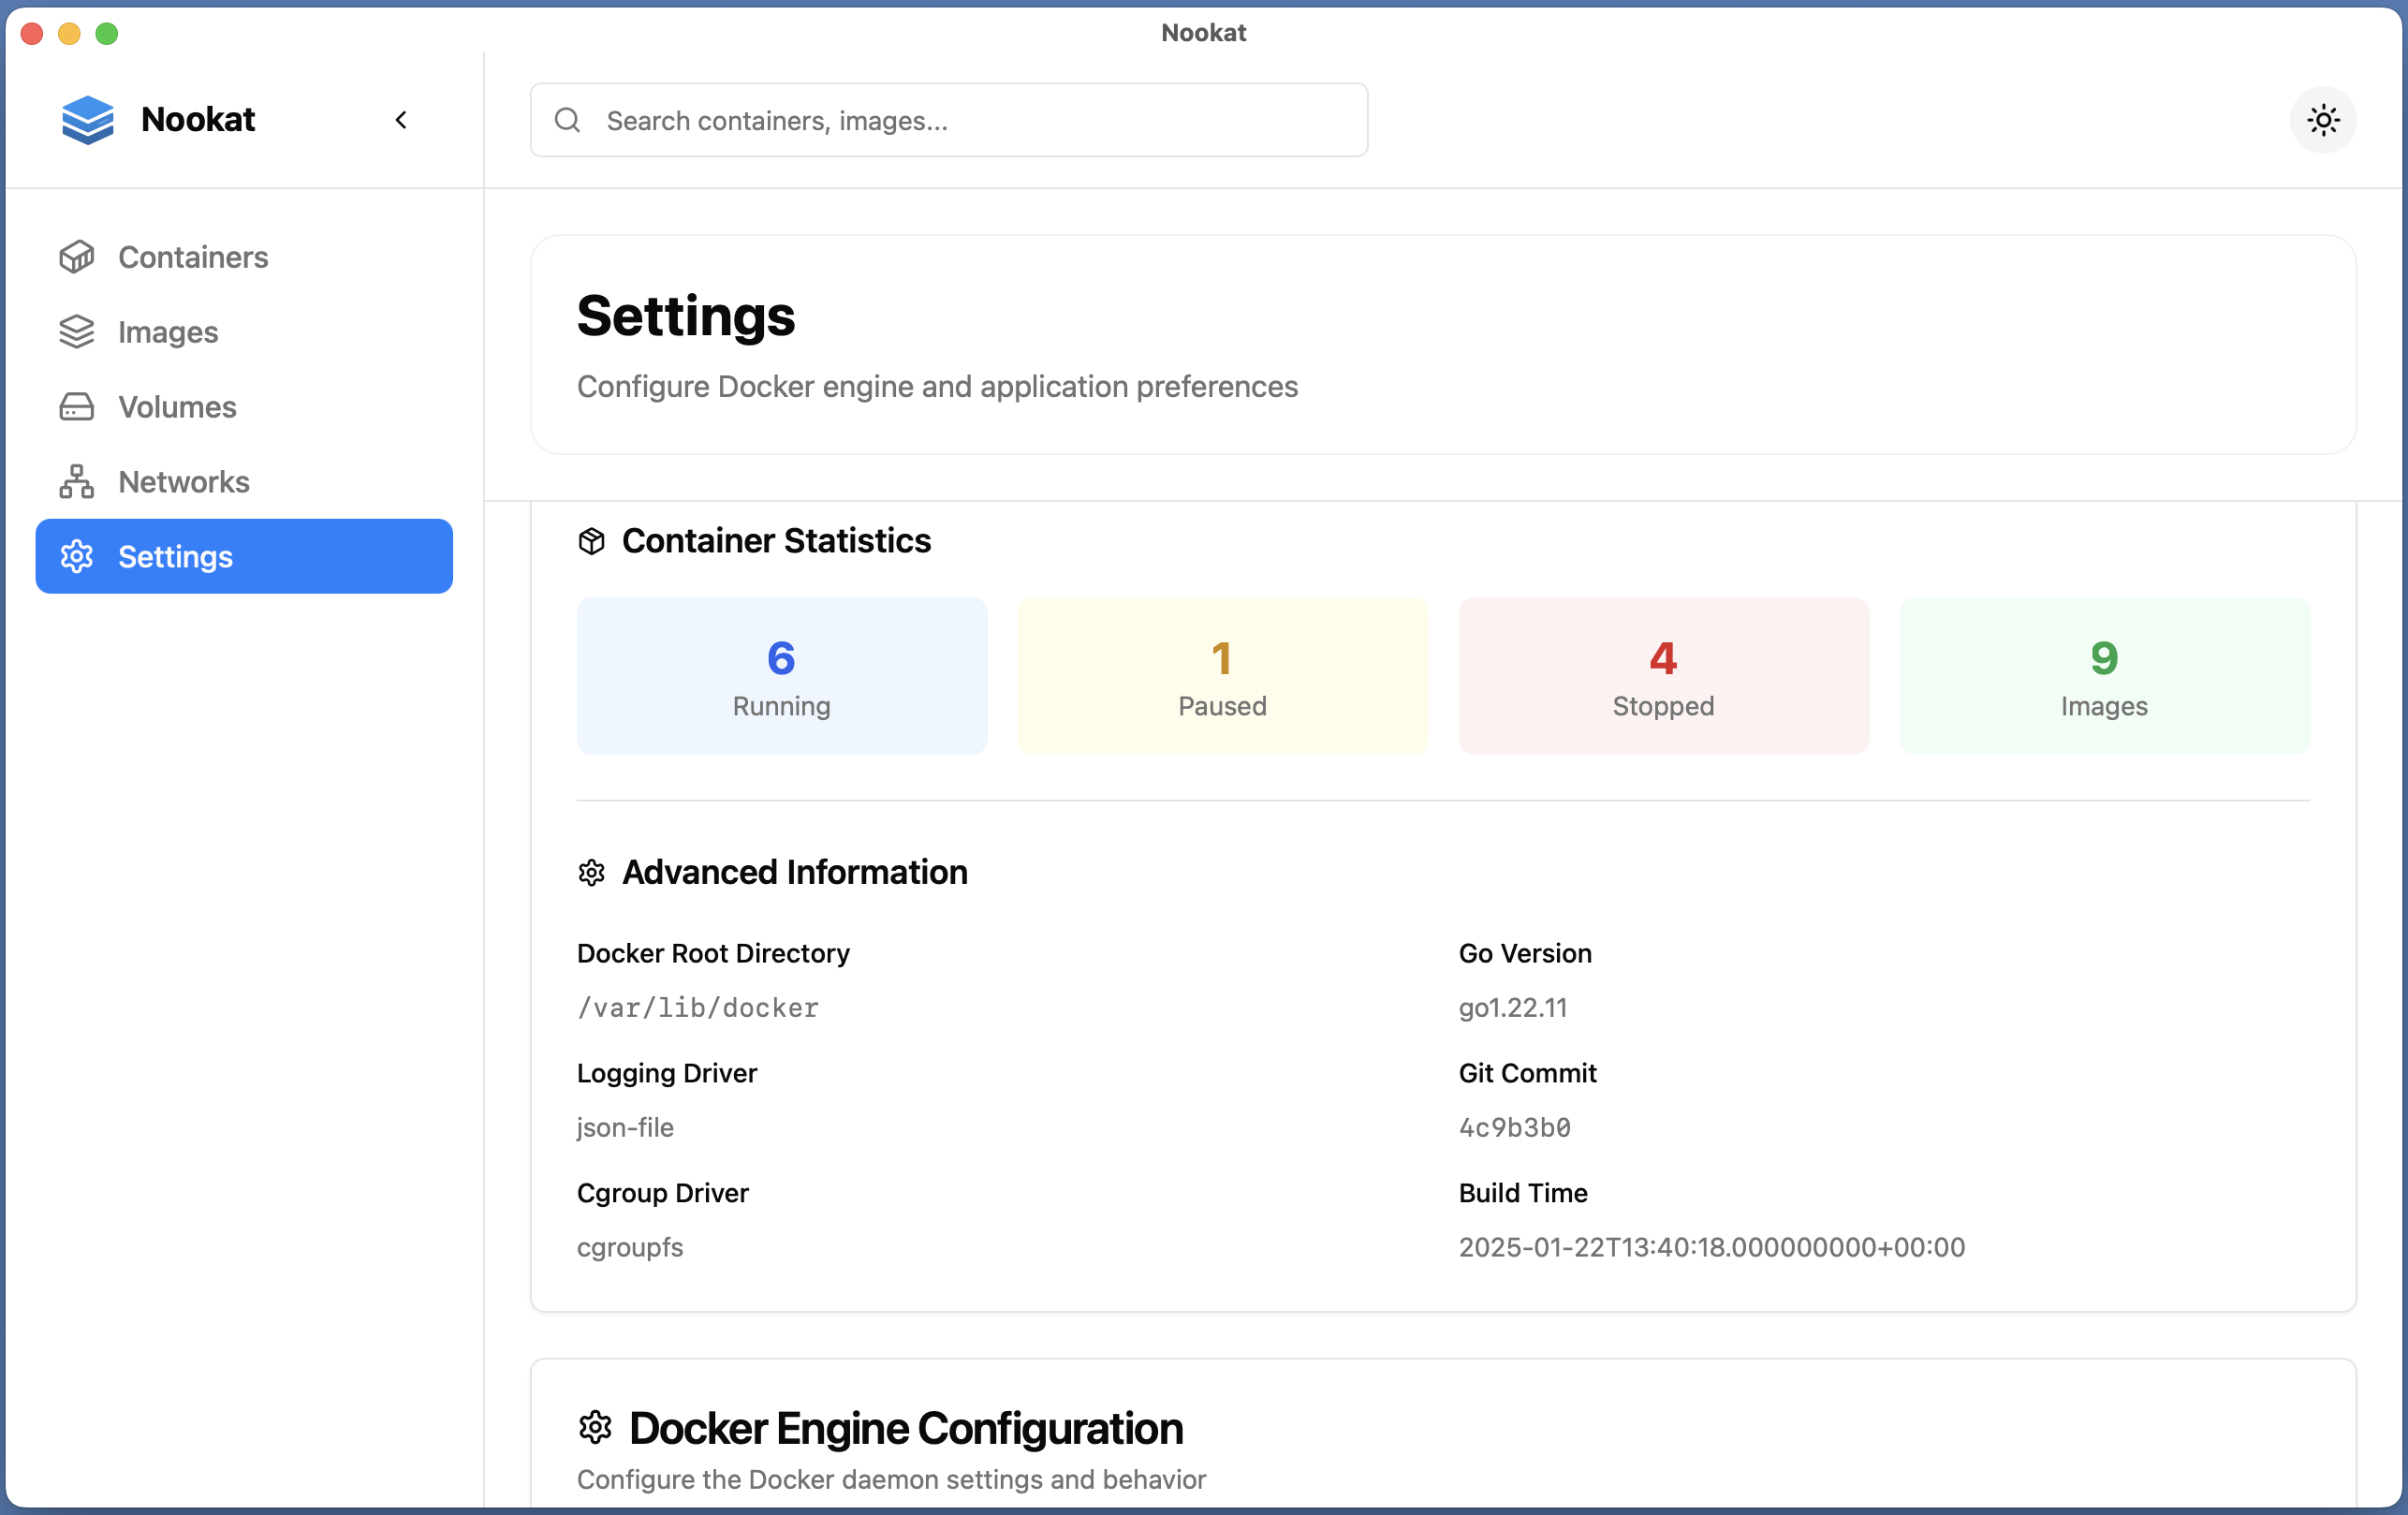 Nookat
Nookat
Search containers, images...
Containers
Images
Volumes
Networks
Settings
Settings
Configure Docker engine and application preferences
Container Statistics
6
Running
1
Paused
4
Stopped
9
Images
Advanced Information
Docker Root Directory
/var/lib/docker
Go Version
go1.22.11
Logging Driver
json-file
Git Commit
4c9b3b0
Cgroup Driver
cgroupfs
Build Time
2025-01-22T13:40:18.000000000+00:00
Docker Engine Configuration
Configure the Docker daemon settings and behavior